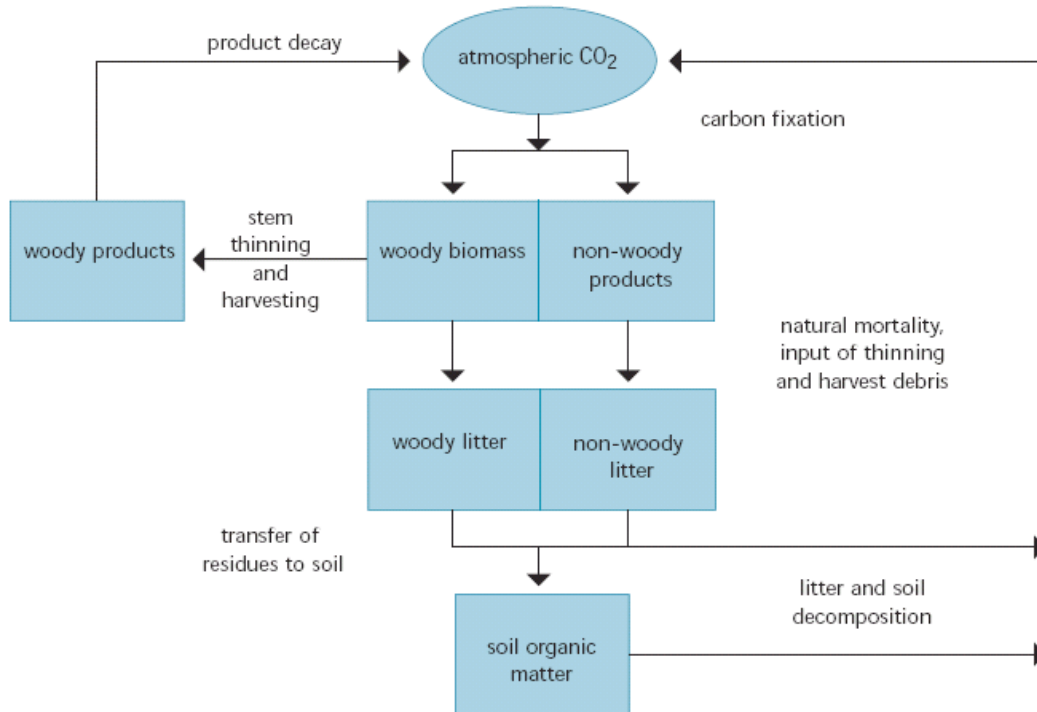 product decay
atmospheric CO₂
carbon fixation
woody products
stem
thinning
and
harvesting
woody biomass
non-woody
products
natural mortality,
input of thinning
and harvest debris
woody litter
non-woody
litter
transfer of
residues to soil
litter and soil
decomposition
soil organic
matter